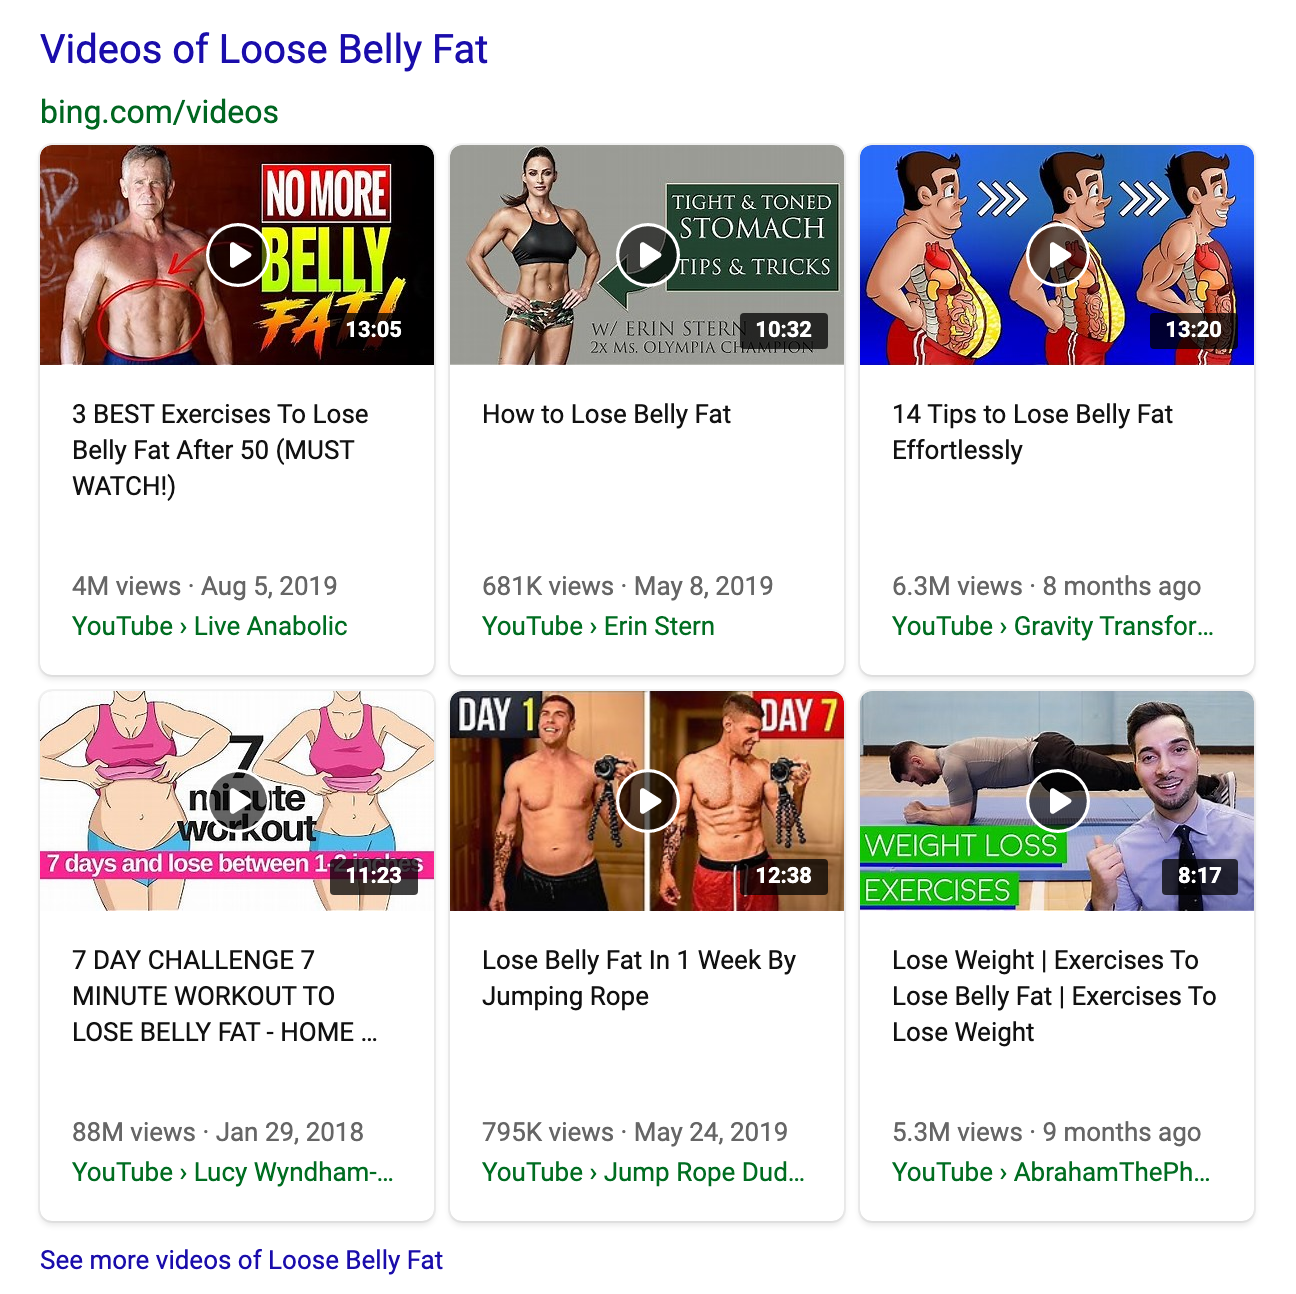 Videos of Loose Belly Fat
bing.com/videos
NO MORE
BELLY
FAT!
13:05
TIGHT & TONED
STOMACH
TIPS & TRICKS
W/ ERIN STERN
2X MS. OLYMPIA CHAMPION
10:32
13:20
3 BEST Exercises To Lose
Belly Fat After 50 (MUST
WATCH!)
4M views · Aug 5, 2019
YouTube › Live Anabolic
How to Lose Belly Fat
681K views · May 8, 2019
YouTube › Erin Stern
14 Tips to Lose Belly Fat
Effortlessly
6.3M views · 8 months ago
YouTube › Gravity Transfor...
7
minute
workout
7 days and lose between 1-2 inches
11:23
DAY 1
DAY 7
12:38
WEIGHT LOSS
EXERCISES
8:17
7 DAY CHALLENGE 7
MINUTE WORKOUT TO
LOSE BELLY FAT - HOME ...
88M views · Jan 29, 2018
YouTube › Lucy Wyndham-...
Lose Belly Fat In 1 Week By
Jumping Rope
795K views · May 24, 2019
YouTube › Jump Rope Dud...
Lose Weight | Exercises To
Lose Belly Fat | Exercises To
Lose Weight
5.3M views · 9 months ago
YouTube › AbrahamThePh...
See more videos of Loose Belly Fat